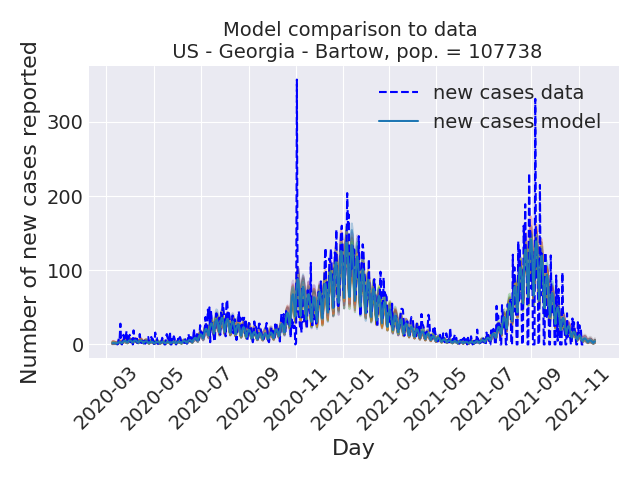 Model comparison to data
US - Georgia - Bartow, pop. = 107738
Number of new cases reported
new cases data
new cases model
300
200
100
0
2020-03
2020-05
2020-07
2020-09
2020-11
2021-01
2021-03
2021-05
2021-07
2021-09
2021-11
Day